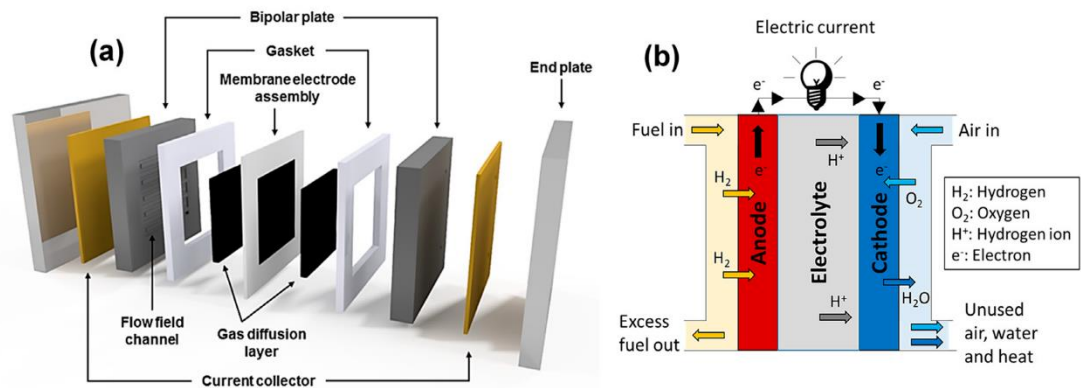 (a)
Bipolar plate
Gasket
Membrane electrode
assembly
End plate
Flow field
channel
Gas diffusion
layer
Current collector
(b)
Electric current
e⁻
e⁻
Fuel in
Air in
H⁺
e⁻
e⁻
H₂
O₂
Anode
Electrolyte
Cathode
H₂
H⁺
H₂O
Excess
fuel out
Unused
air, water
and heat
H₂: Hydrogen
O₂: Oxygen
H⁺: Hydrogen ion
e⁻: Electron